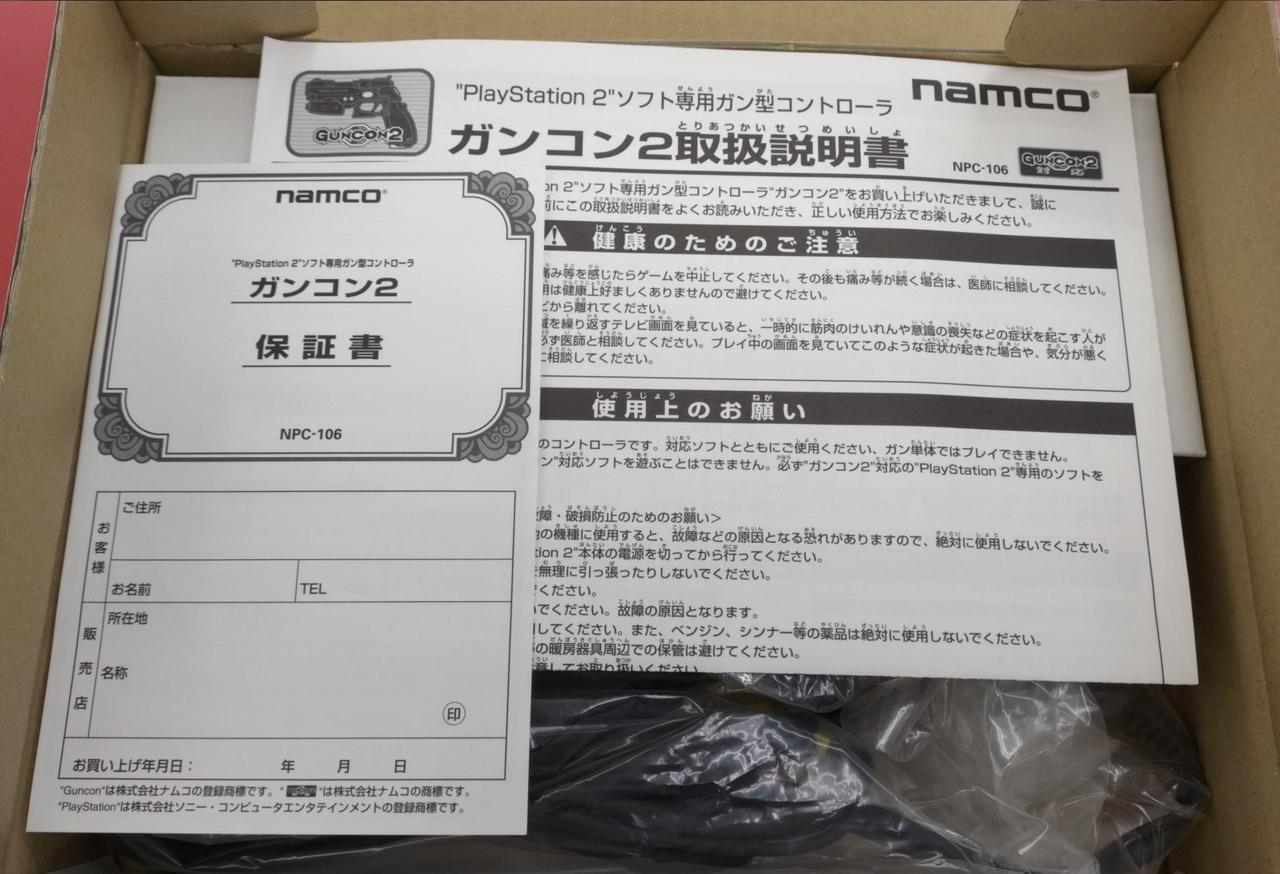 GUNCON2
"PlayStation 2"ソフト専用ガン型コントローラ
namco®
ガンコン2取扱説明書
NPC-106
GUNCON2
対応
on 2"ソフト専用ガン型コントローラ"ガンコン2"をお買い上げいただきまして、誠に
前にこの取扱説明書をよくお読みいただき、正しい使用方法でお楽しみください。
健康のためのご注意
痛み等を感じたらゲームを中止してください。その後も痛み等が続く場合は、医師に相談してください。
用は健康上好ましくありませんので避けてください。
どから離れてください。
滅を繰り返すテレビ画面を見ていると、一時的に筋肉のけいれんや意識の喪失などの症状を起こす人が
必ず医師と相談してください。プレイ中の画面を見ていてこのような症状が起きた場合や、気分が悪く
に相談してください。
使用上のお願い
のコントローラです。対応ソフトとともにご使用ください、ガン単体ではプレイできません。
ン"対応ソフトを遊ぶことはできません。必ず"ガンコン2"対応の"PlayStation 2"専用のソフトを
障・破損防止のためのお願い>
の機種に使用すると、故障などの原因となる恐れがありますので、絶対に使用しないでください。
tion 2"本体の電源を切ってから行ってください。
無理に引っ張ったりしないでください。
ください。
いでください。故障の原因となります。
してください。また、ベンジン、シンナー等の薬品は絶対に使用しないでください。
の暖房器具周辺での保管は避けてください。
意してお取り扱いください。
namco®
"PlayStation 2"ソフト専用ガン型コントローラ
ガンコン2
保証書
NPC-106
お客様
ご住所
お名前
TEL
販売店
所在地
名称
印
お買い上げ年月日： 年 月 日
"Guncon"は株式会社ナムコの登録商標です。" "は株式会社ナムコの商標です。
"PlayStation"は株式会社ソニー・コンピュータエンタテインメントの登録商標です。